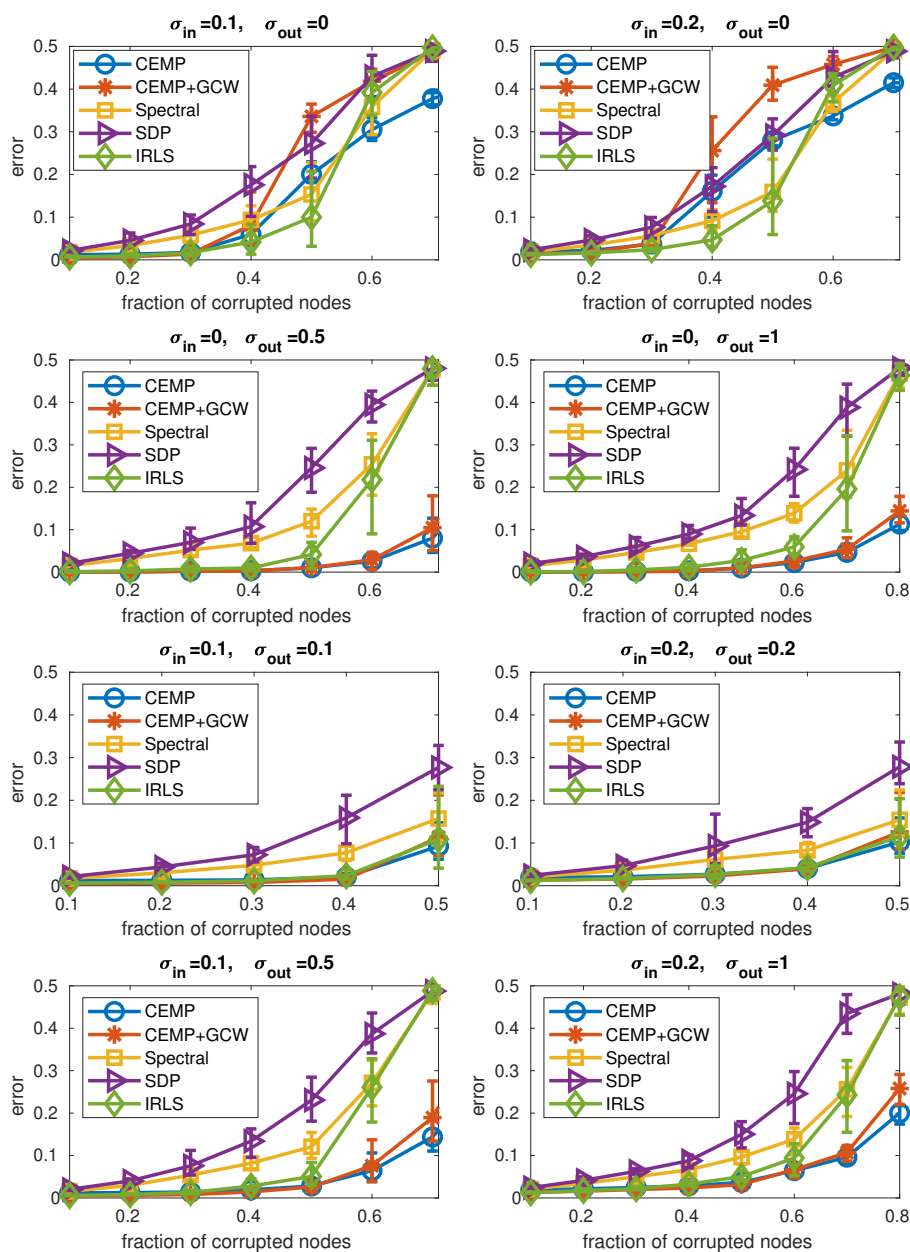 σin=0.1, σout=0
0.5
0.4
0.3
0.2
0.1
0
error
CEMP
CEMP+GCW
Spectral
SDP
IRLS
0.2 0.4 0.6
fraction of corrupted nodes
σin=0.2, σout=0
0.5
0.4
0.3
0.2
0.1
0
error
CEMP
CEMP+GCW
Spectral
SDP
IRLS
0.2 0.4 0.6
fraction of corrupted nodes
σin=0, σout=0.5
0.5
0.4
0.3
0.2
0.1
0
error
CEMP
CEMP+GCW
Spectral
SDP
IRLS
0.2 0.4 0.6
fraction of corrupted nodes
σin=0, σout=1
0.5
0.4
0.3
0.2
0.1
0
error
CEMP
CEMP+GCW
Spectral
SDP
IRLS
0.2 0.4 0.6 0.8
fraction of corrupted nodes
σin=0.1, σout=0.1
0.5
0.4
0.3
0.2
0.1
0
error
CEMP
CEMP+GCW
Spectral
SDP
IRLS
0.1 0.2 0.3 0.4 0.5
fraction of corrupted nodes
σin=0.2, σout=0.2
0.5
0.4
0.3
0.2
0.1
0
error
CEMP
CEMP+GCW
Spectral
SDP
IRLS
0.1 0.2 0.3 0.4 0.5
fraction of corrupted nodes
σin=0.1, σout=0.5
0.5
0.4
0.3
0.2
0.1
0
error
CEMP
CEMP+GCW
Spectral
SDP
IRLS
0.2 0.4 0.6
fraction of corrupted nodes
σin=0.2, σout=1
0.5
0.4
0.3
0.2
0.1
0
error
CEMP
CEMP+GCW
Spectral
SDP
IRLS
0.2 0.4 0.6 0.8
fraction of corrupted nodes